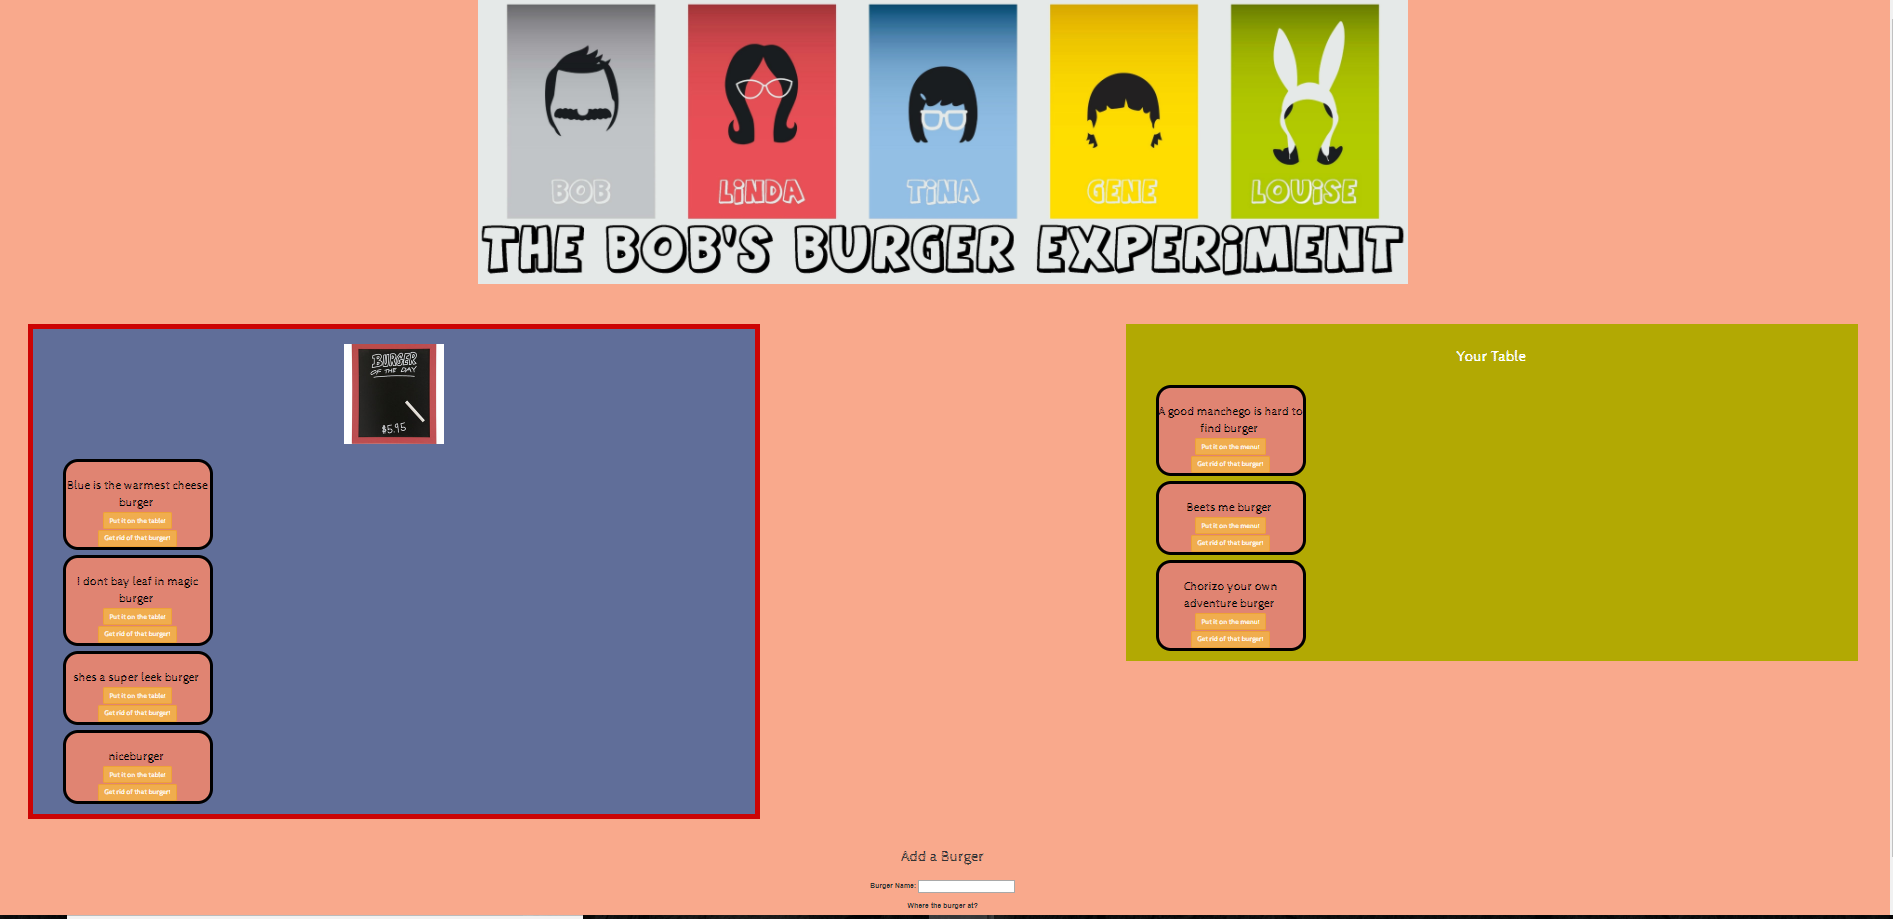 BOB
LiNDA
TiNA
GENE
LOUiSE
THE BOB'S BURGER EXPERiMENT
BURGER
OF THE DAY
$5.95
Blue is the warmest cheese
burger
Put it on the table!
Get rid of that burger!
I dont bay leaf in magic
burger
Put it on the table!
Get rid of that burger!
shes a super leek burger
Put it on the table!
Get rid of that burger!
niceburger
Put it on the table!
Get rid of that burger!
Your Table
A good manchego is hard to
find burger
Put it on the menu!
Get rid of that burger!
Beets me burger
Put it on the menu!
Get rid of that burger!
Chorizo your own
adventure burger
Put it on the menu!
Get rid of that burger!
Add a Burger
Burger Name:
Where the burger at?